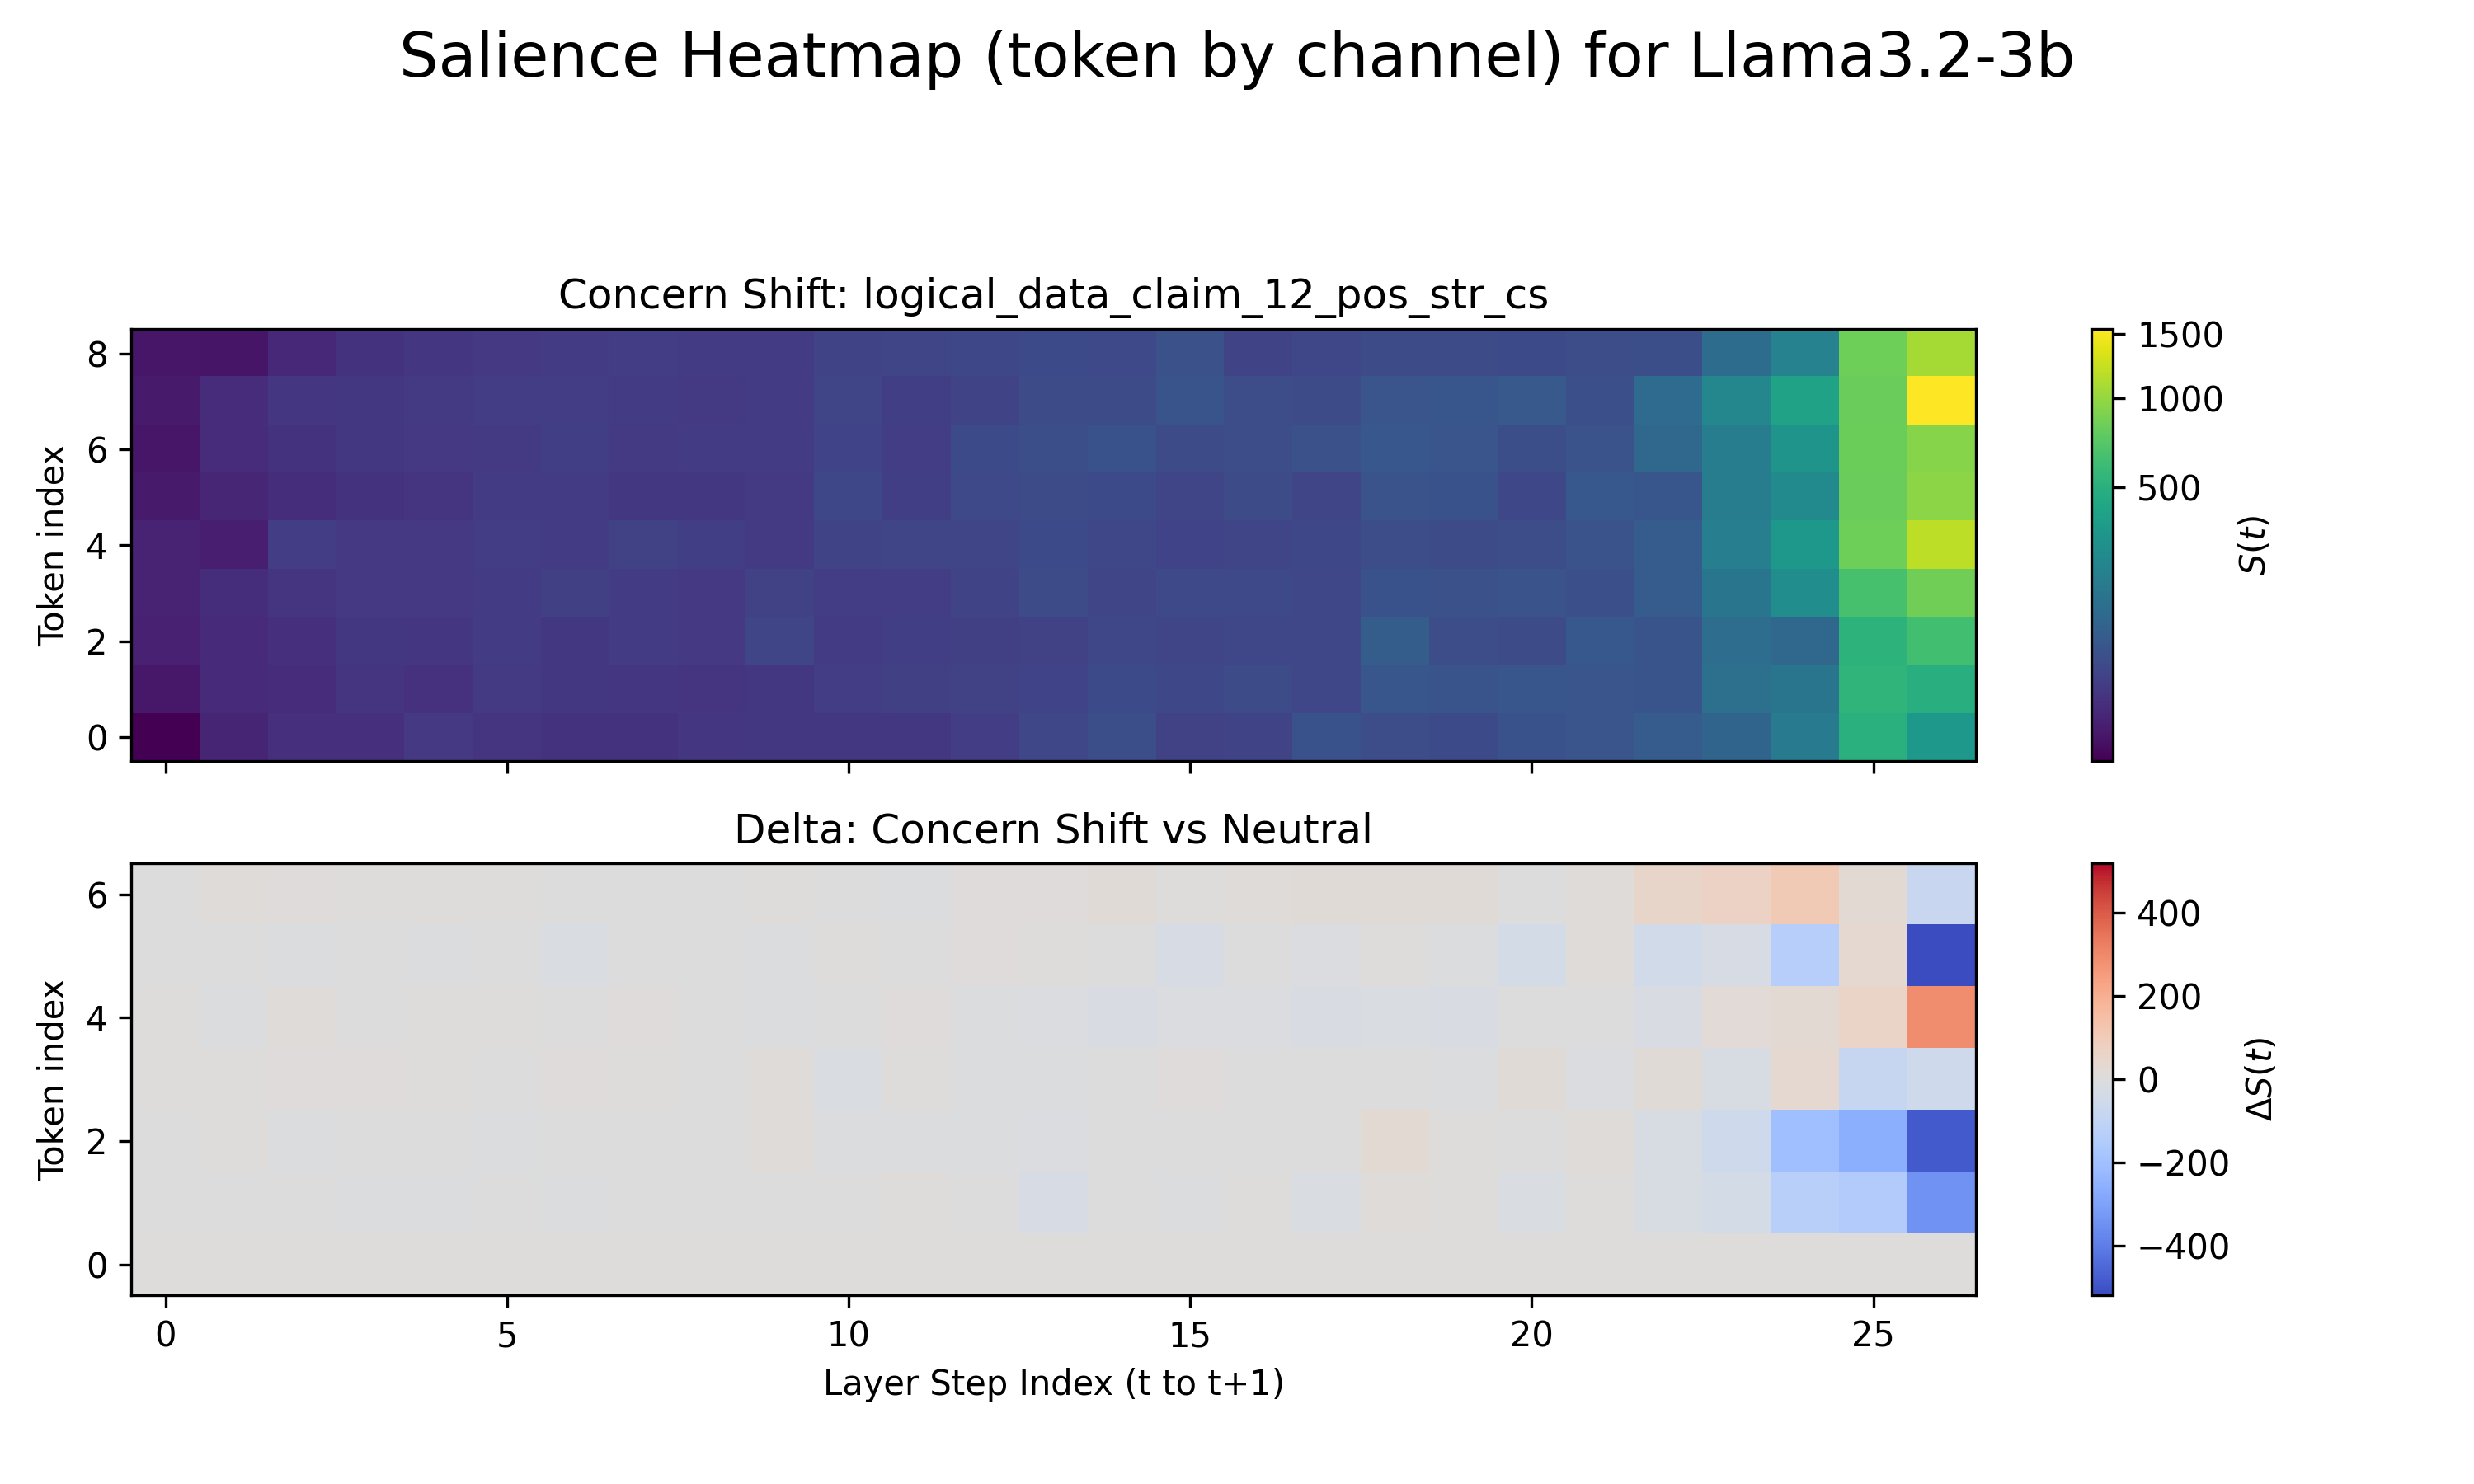 Salience Heatmap (token by channel) for Llama3.2-3b
Concern Shift: logical_data_claim_12_pos_str_cs
Token index
8
6
4
2
0
1500
1000
500
S(t)
Delta: Concern Shift vs Neutral
Token index
6
4
2
0
0
5
10
15
20
25
Layer Step Index (t to t+1)
400
200
0
−200
−400
ΔS(t)